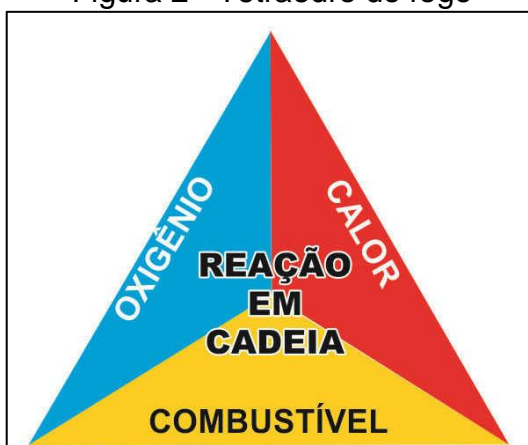 Figura 2 – Tetraedro do fogo
OXIGÊNIO
CALOR
REAÇÃO
EM
CADEIA
COMBUSTÍVEL